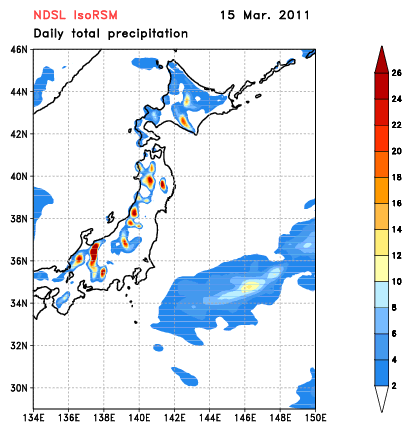 NDSL IsoRSM 15 Mar. 2011
Daily total precipitation
46N
44N
42N
40N
38N
36N
34N
32N
30N
134E 136E 138E 140E 142E 144E 146E 148E 150E
26
24
22
20
18
16
14
12
10
8
6
4
2